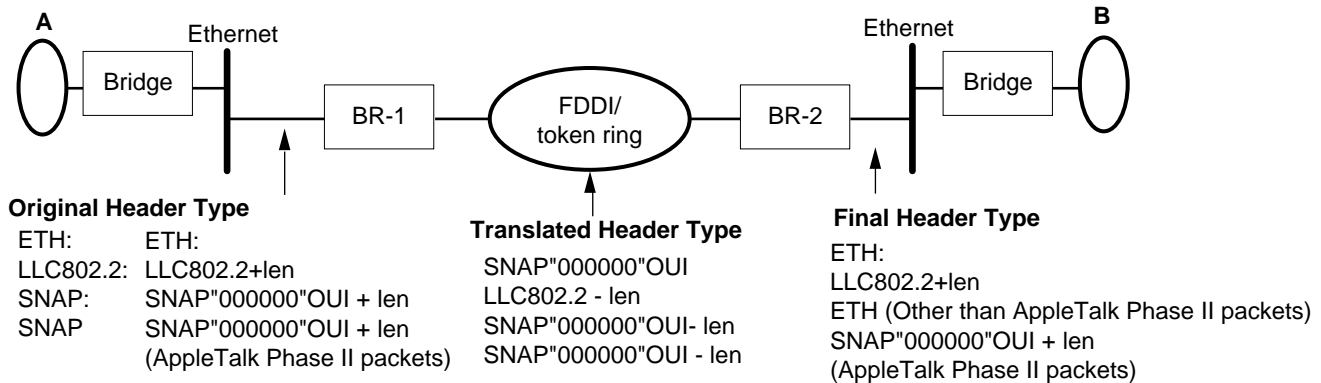 A
B
Ethernet
Ethernet
Bridge
BR-1
FDDI/
token ring
BR-2
Bridge
Original Header Type
ETH: ETH:
LLC802.2: LLC802.2+len
SNAP: SNAP"000000"OUI + len
SNAP SNAP"000000"OUI + len
(AppleTalk Phase II packets)
Translated Header Type
SNAP"000000"OUI
LLC802.2 - len
SNAP"000000"OUI- len
SNAP"000000"OUI - len
Final Header Type
ETH:
LLC802.2+len
ETH (Other than AppleTalk Phase II packets)
SNAP"000000"OUI + len
(AppleTalk Phase II packets)